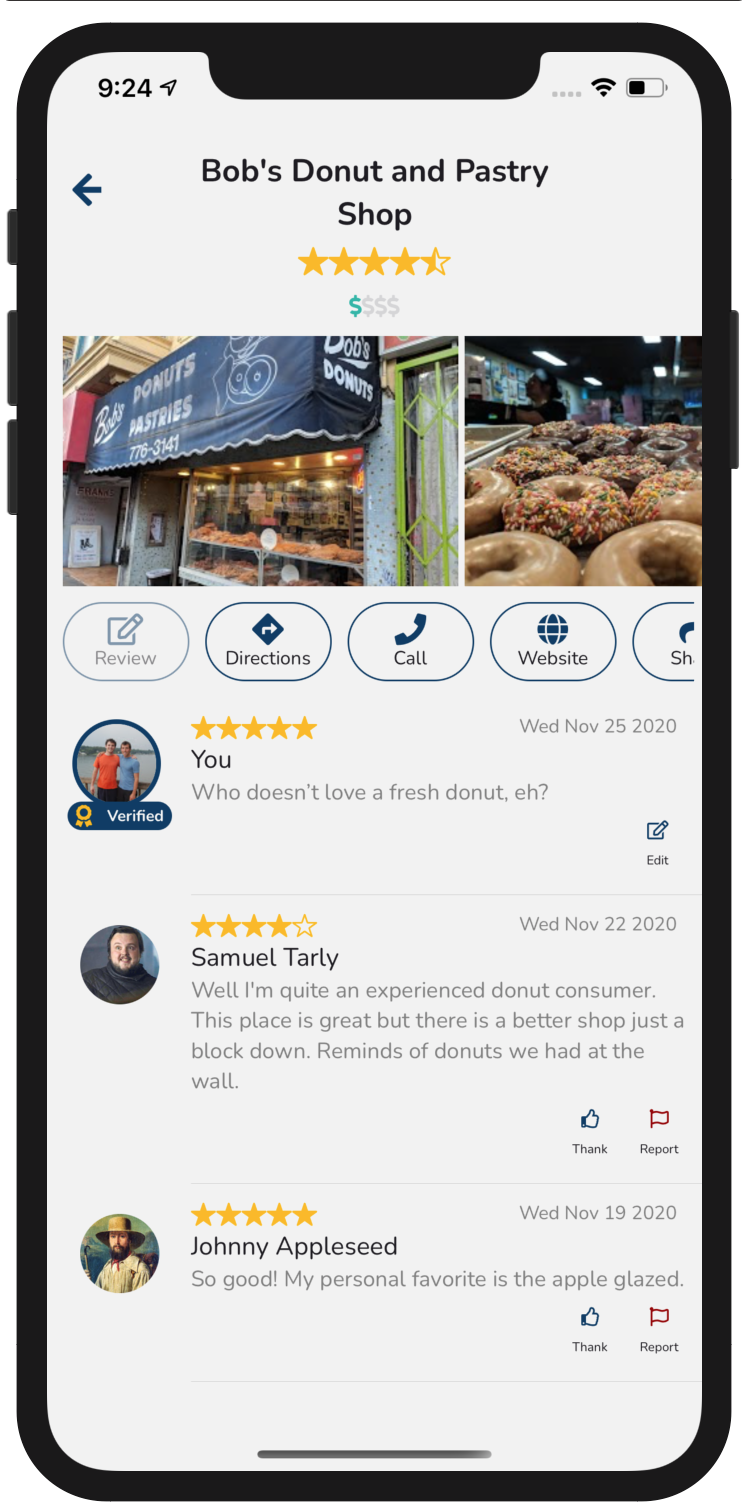 9:24
Bob's Donut and Pastry
Shop
$$$$
Bob's
DONUTS
PASTRIES
776-3141
Bob's
DONUTS
FRANK
Review
Directions
Call
Website
Sh
Wed Nov 25 2020
You
Who doesn’t love a fresh donut, eh?
Verified
Edit
Wed Nov 22 2020
Samuel Tarly
Well I'm quite an experienced donut consumer.
This place is great but there is a better shop just a
block down. Reminds of donuts we had at the
wall.
Thank Report
Wed Nov 19 2020
Johnny Appleseed
So good! My personal favorite is the apple glazed.
Thank Report